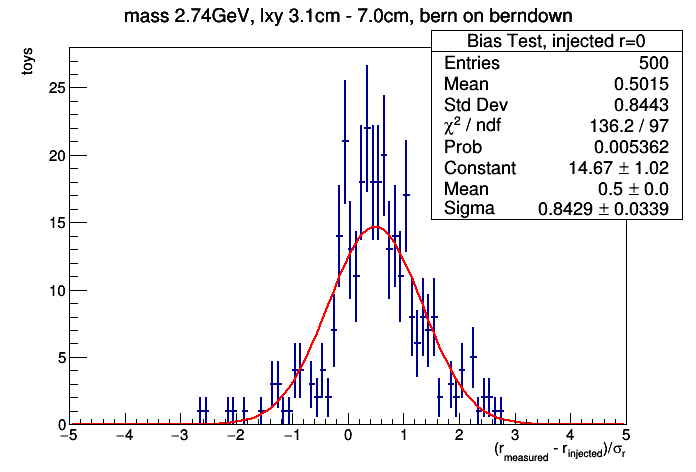 mass 2.74GeV, lxy 3.1cm - 7.0cm, bern on berndown
toys
Bias Test, injected r=0
Entries 500
Mean 0.5015
Std Dev 0.8443
χ² / ndf 136.2 / 97
Prob 0.005362
Constant 14.67 ± 1.02
Mean 0.5 ± 0.0
Sigma 0.8429 ± 0.0339
25
20
15
10
5
0
−5 −4 −3 −2 −1 0 1 2 3 4 5
(r_measured - r_injected)/σ_r